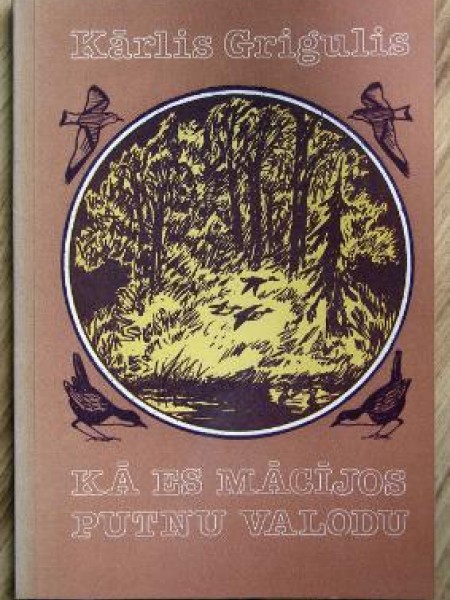 Kārlis Grigulis
KĀ ES MĀCĪJOS
PUTNU VALODU